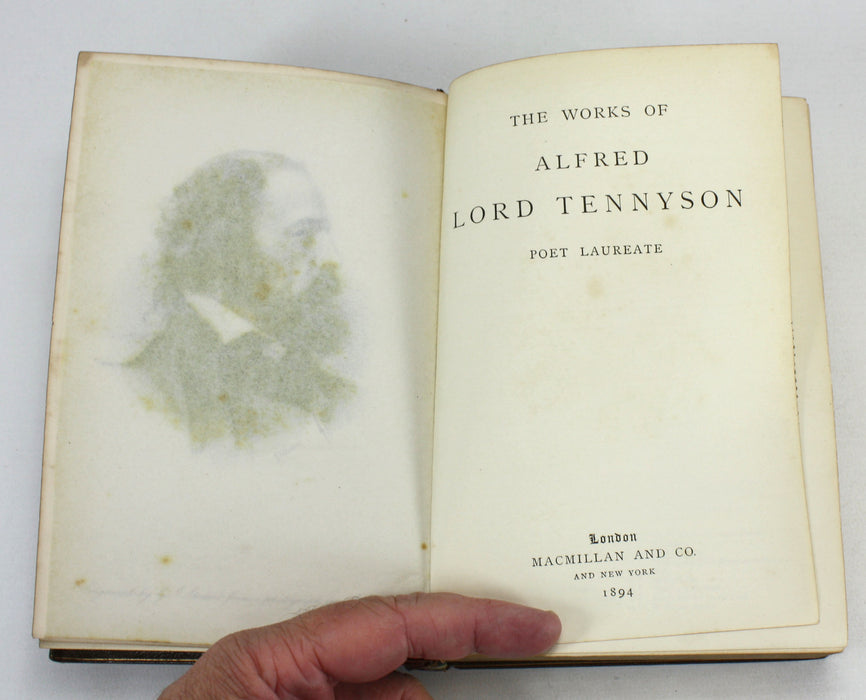 THE WORKS OF
ALFRED
LORD TENNYSON
POET LAUREATE
London
MACMILLAN AND CO.
AND NEW YORK
1894